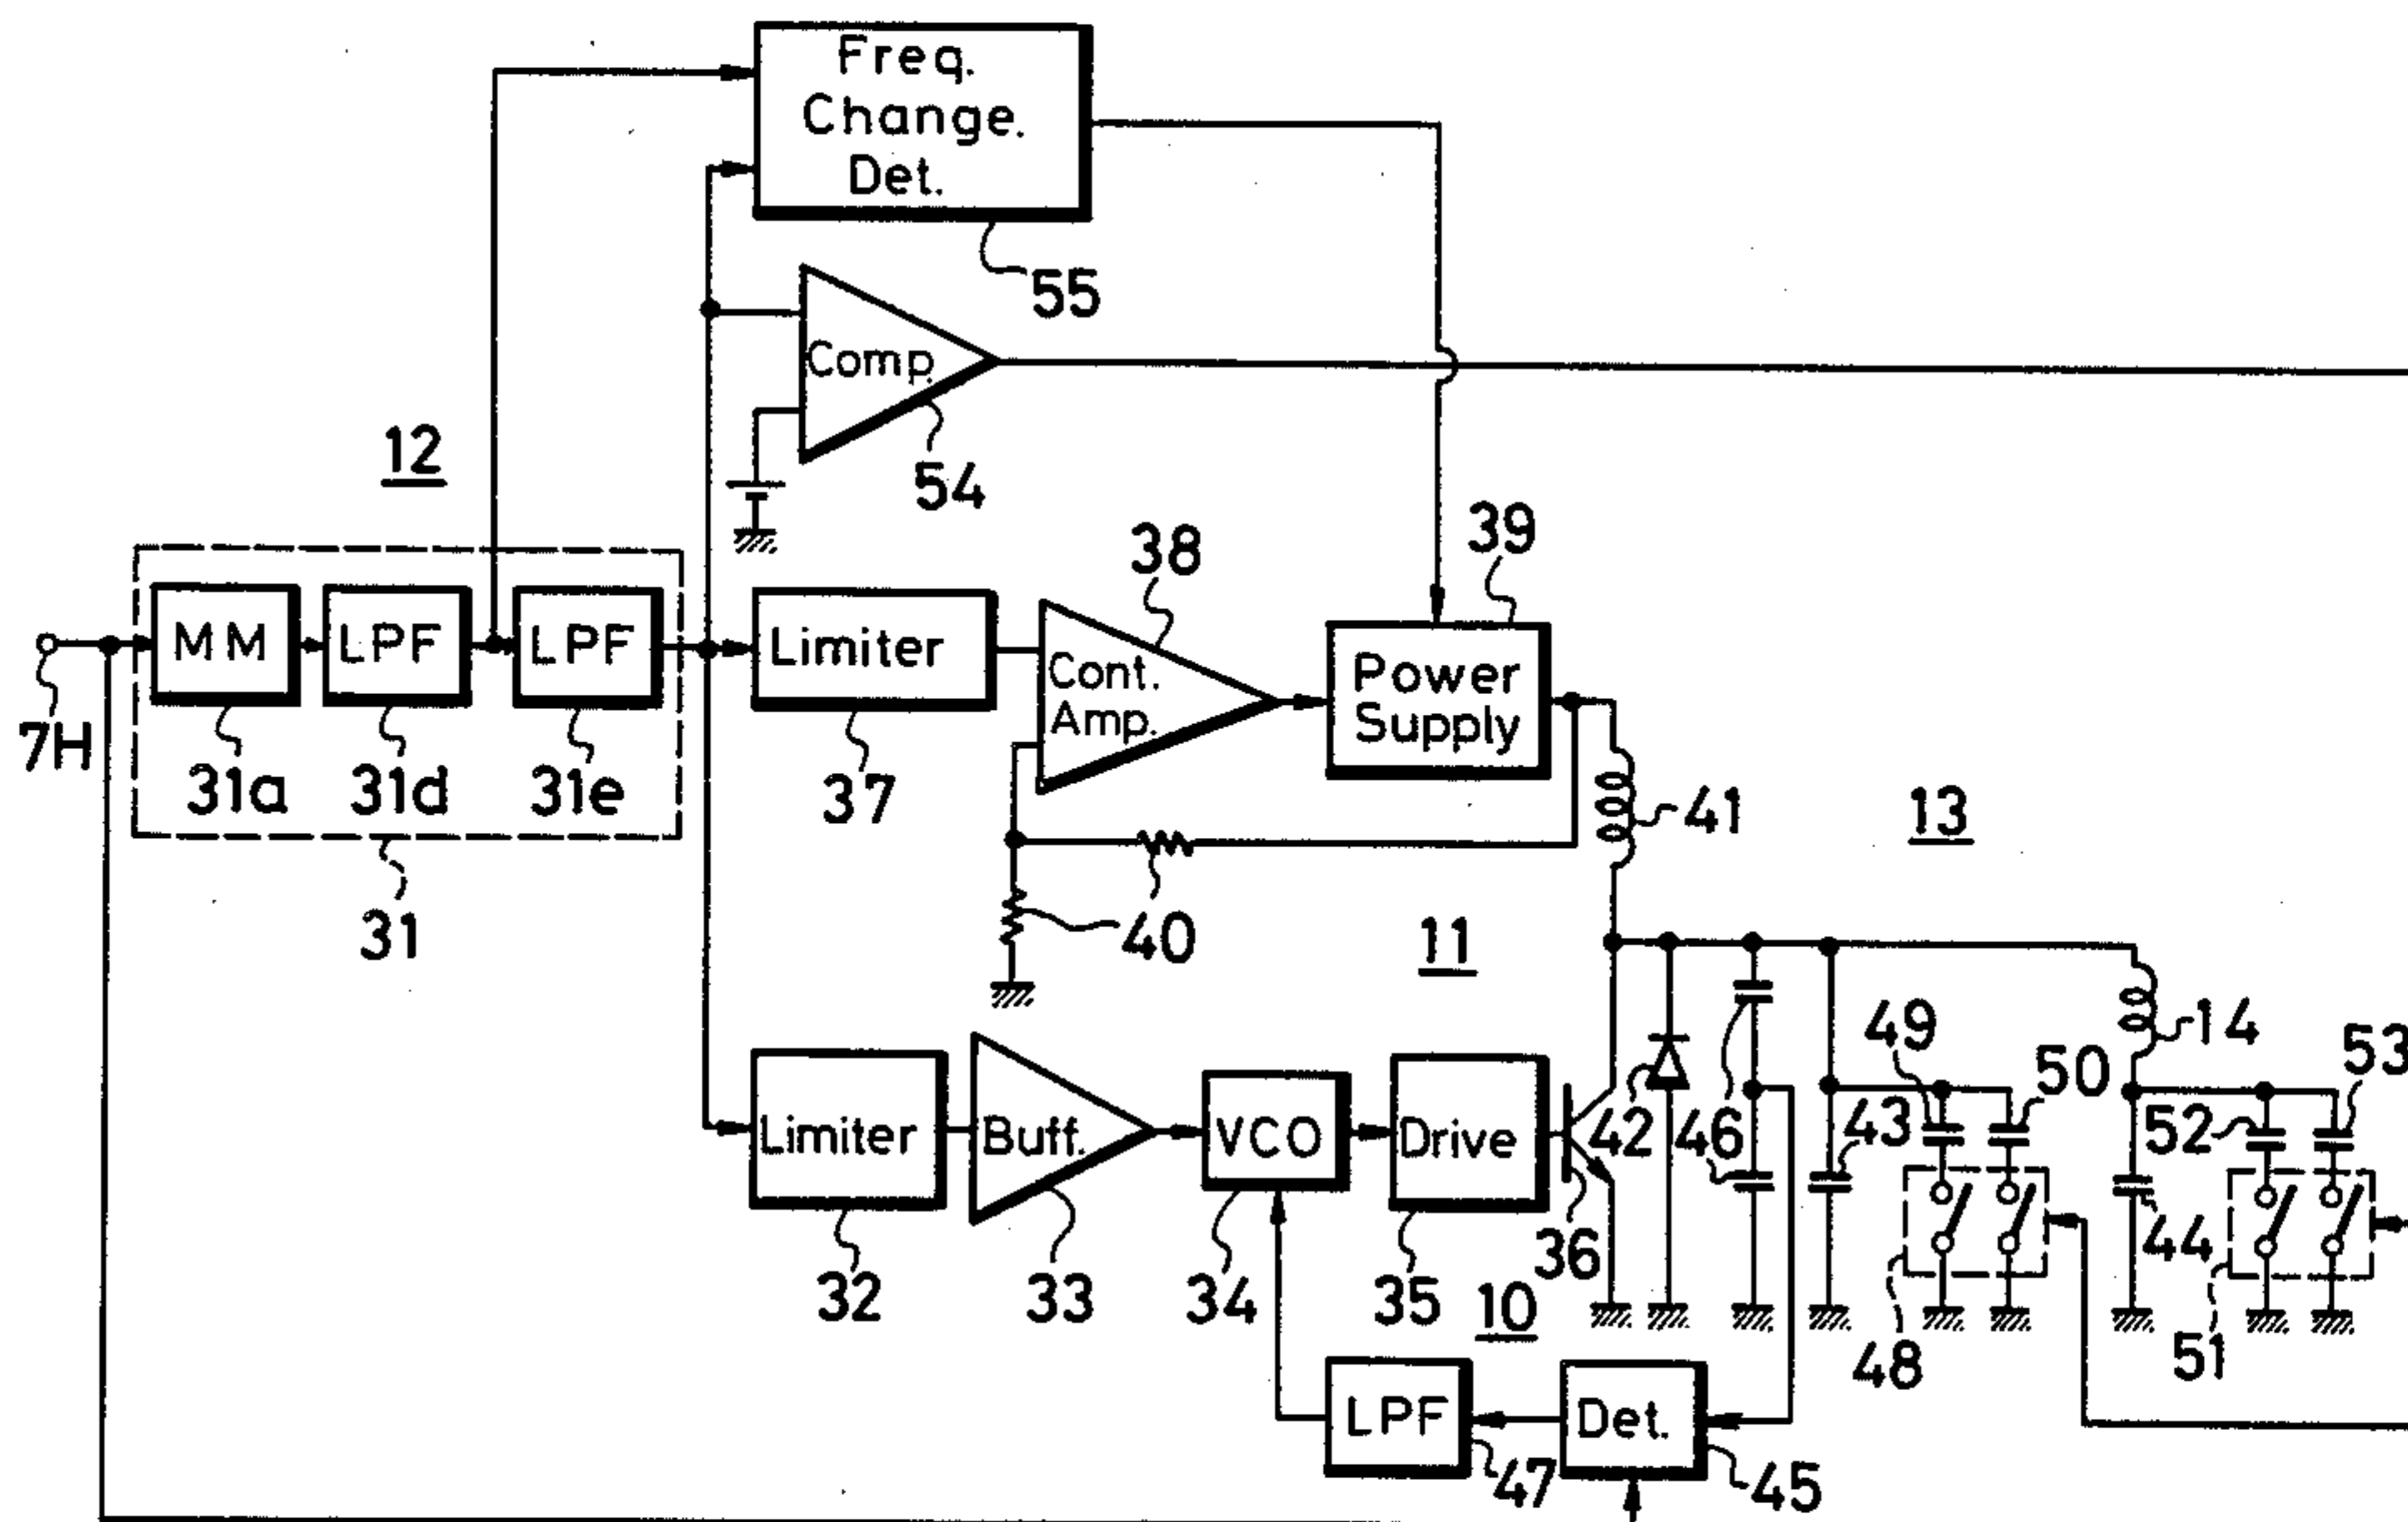 Freq.
Change.
Det.
55
Comp.
54
12
38
39
MM
LPF
LPF
Limiter
Cont.
Amp.
Power
Supply
7H
31a
31d
31e
37
41
13
31
40
11
49
50
14
53
Limiter
Buff.
VCO
Drive
42
46
43
52
36
44
32
33
34
35
10
48
51
LPF
Det.
47
45